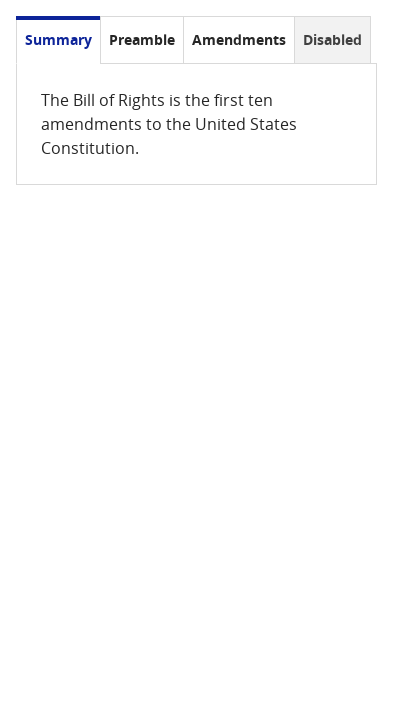 Summary Preamble Amendments Disabled
The Bill of Rights is the first ten
amendments to the United States
Constitution.